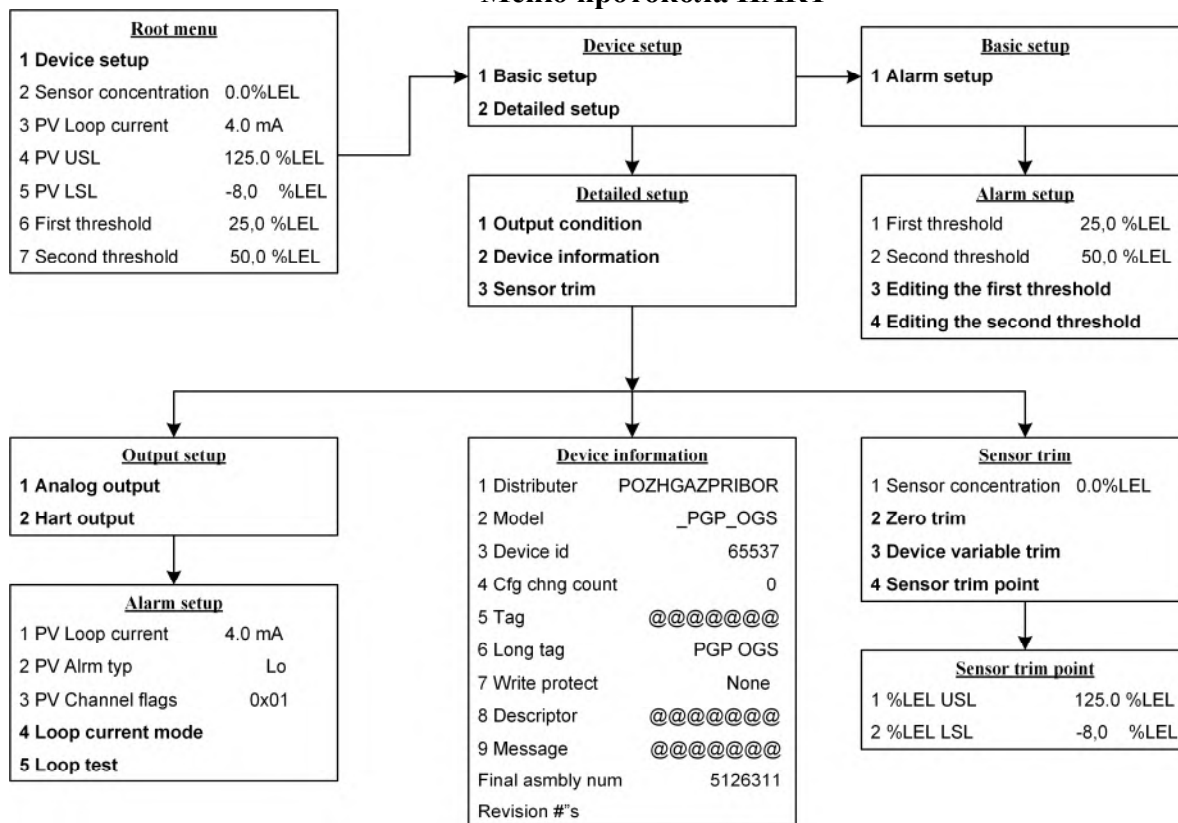 Меню протокола HART
Root menu
1 Device setup
2 Sensor concentration 0.0%LEL
3 PV Loop current 4.0 mA
4 PV USL 125.0 %LEL
5 PV LSL -8,0 %LEL
6 First threshold 25,0 %LEL
7 Second threshold 50,0 %LEL
Device setup
1 Basic setup
2 Detailed setup
Basic setup
1 Alarm setup
Detailed setup
1 Output condition
2 Device information
3 Sensor trim
Alarm setup
1 First threshold 25,0 %LEL
2 Second threshold 50,0 %LEL
3 Editing the first threshold
4 Editing the second threshold
Output setup
1 Analog output
2 Hart output
Alarm setup
1 PV Loop current 4.0 mA
2 PV Alrm typ Lo
3 PV Channel flags 0x01
4 Loop current mode
5 Loop test
Device information
1 Distributer POZHGAZPRIBOR
2 Model _PGP_OGS
3 Device id 65537
4 Cfg chng count 0
5 Tag @@@@@@@
6 Long tag PGP OGS
7 Write protect None
8 Descriptor @@@@@@@
9 Message @@@@@@@
Final asmbly num 5126311
Revision #"s
Sensor trim
1 Sensor concentration 0.0%LEL
2 Zero trim
3 Device variable trim
4 Sensor trim point
Sensor trim point
1 %LEL USL 125.0 %LEL
2 %LEL LSL -8,0 %LEL